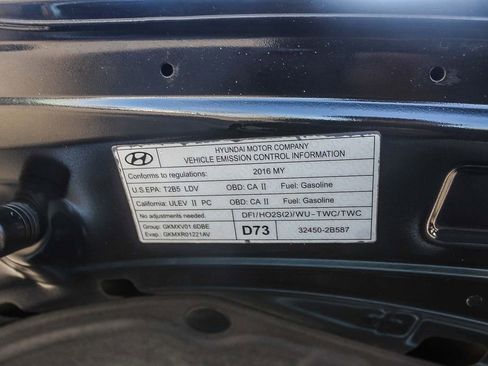 HYUNDAI MOTOR COMPANY
VEHICLE EMISSION CONTROL INFORMATION
Conforms to regulations: 2016 MY
U.S.EPA: T2B5 LDV OBD: CA II Fuel: Gasoline
California: ULEV II PC OBD: CA II Fuel: Gasoline
No adjustments needed. DFI/HO2S(2)/WU-TWC/TWC
Group: GKMXV01.6DBE D73 32450-2B587
Evap.: GKMXR01221AV